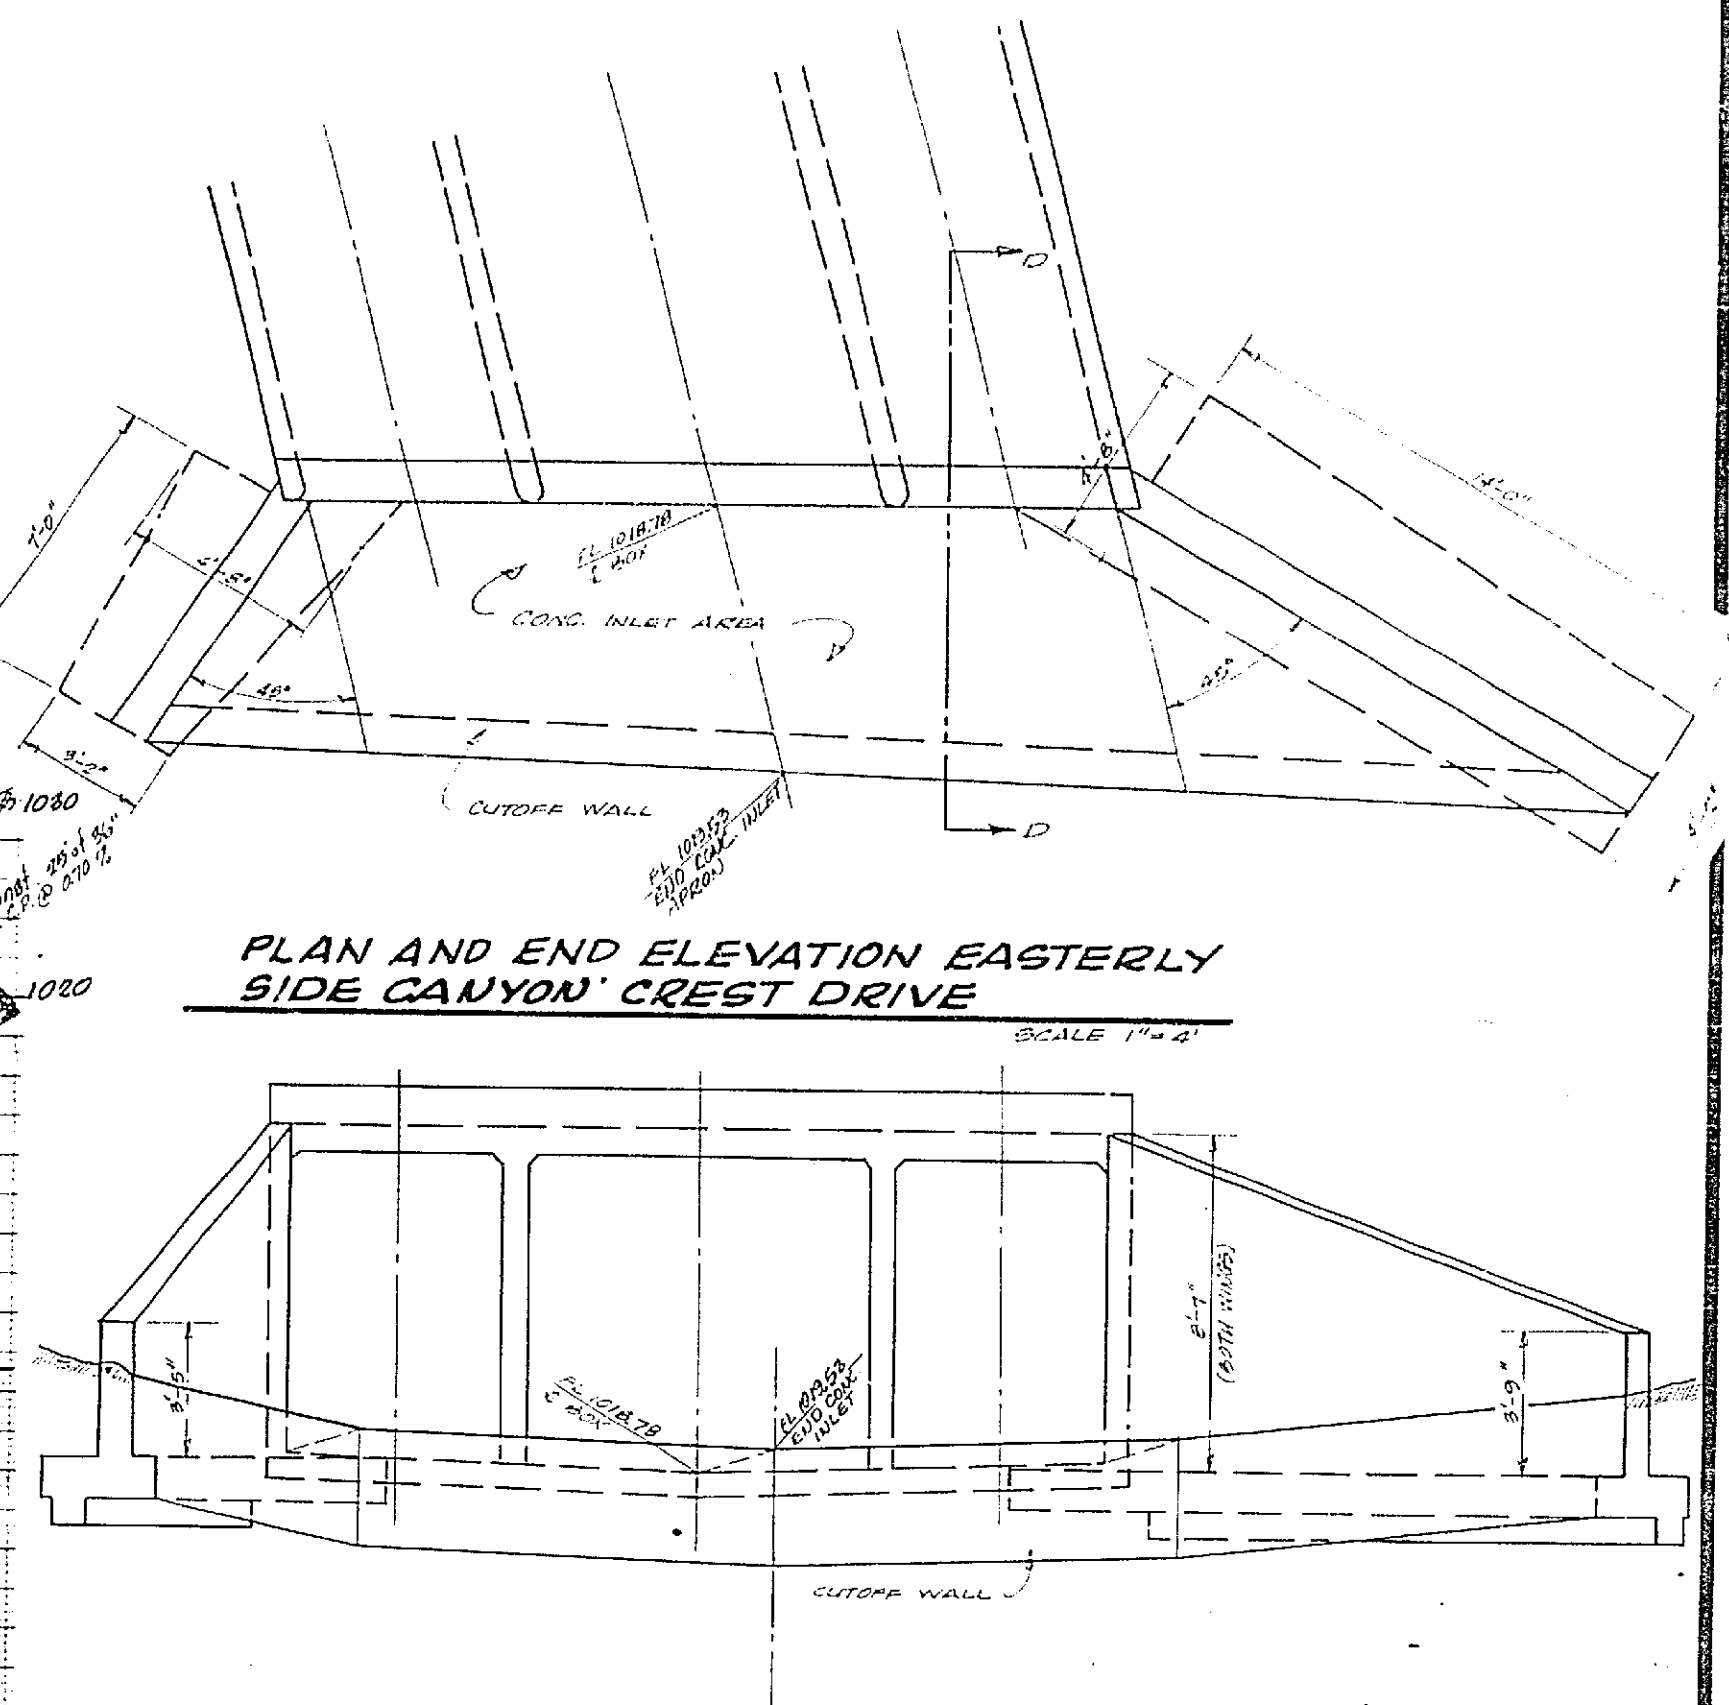 D
14'-0"
7'-0"
FL 1018.78
℄ BOX
CONC. INLET AREA
45°
45°
3'-2"
1030
CUTOFF WALL
D
FL 1019.53
END CONC. INLET
APRON
PLAN AND END ELEVATION EASTERLY
SIDE CANYON CREST DRIVE
1020
SCALE 1"=4'
8'-7"
(BOTH WINGS)
3'-5"
FL 1018.78
℄ BOX
FL 1019.53
END CONC.
INLET
3'-9"
CUTOFF WALL